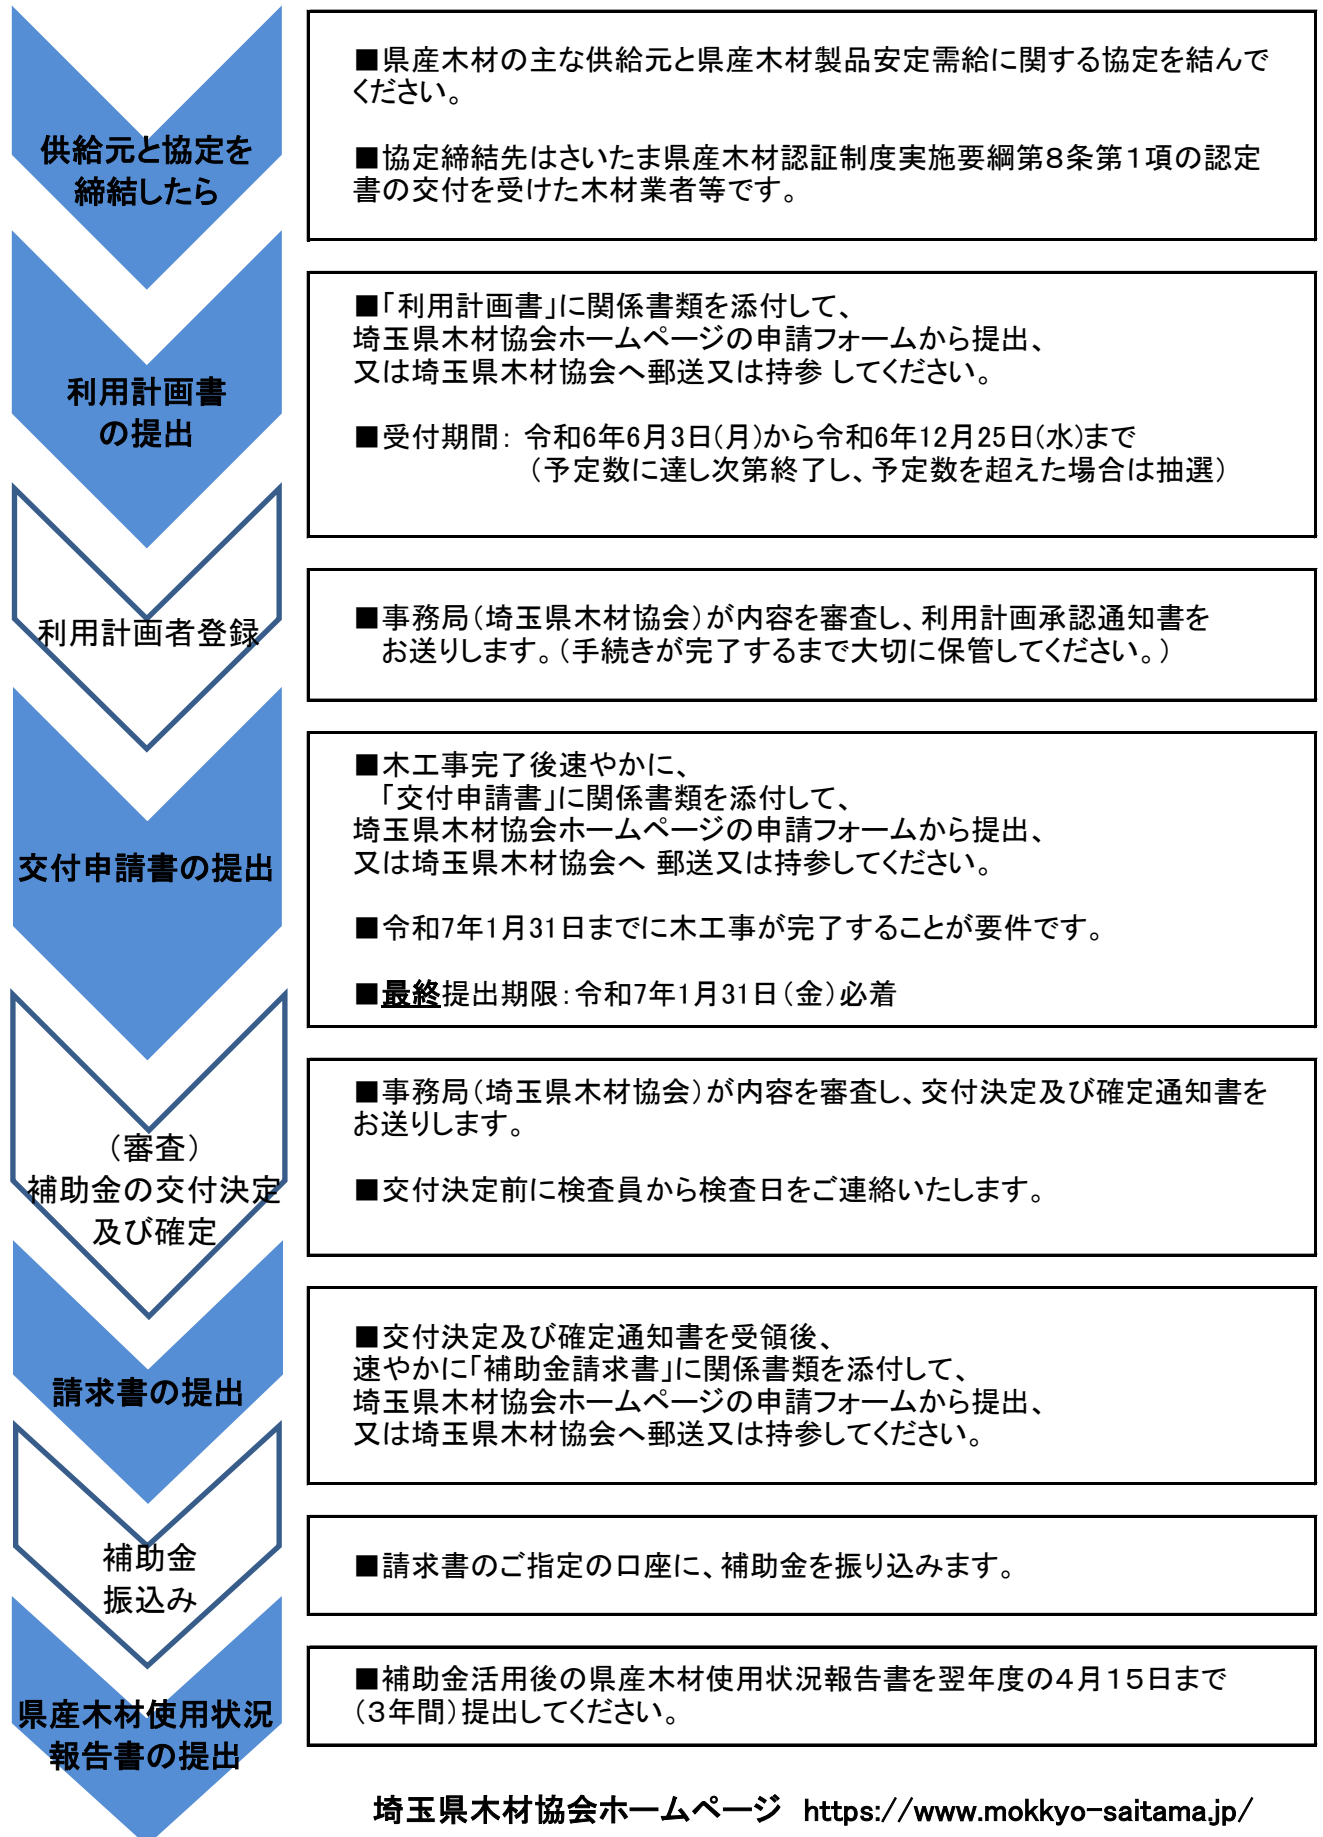 供給元と協定を
締結したら
■県産木材の主な供給元と県産木材製品安定需給に関する協定を結んで
ください。
■協定締結先はさいたま県産木材認証制度実施要綱第８条第１項の認定
書の交付を受けた木材業者等です。
利用計画書
の提出
■「利用計画書」に関係書類を添付して、
埼玉県木材協会ホームページの申請フォームから提出、
又は埼玉県木材協会へ郵送又は持参 してください。
■受付期間： 令和6年6月3日(月)から令和6年12月25日(水)まで
（予定数に達し次第終了し、予定数を超えた場合は抽選）
利用計画者登録
■事務局（埼玉県木材協会）が内容を審査し、利用計画承認通知書を
お送りします。（手続きが完了するまで大切に保管してください。）
交付申請書の提出
■木工事完了後速やかに、
「交付申請書」に関係書類を添付して、
埼玉県木材協会ホームページの申請フォームから提出、
又は埼玉県木材協会へ 郵送又は持参してください。
■令和7年1月31日までに木工事が完了することが要件です。
■最終提出期限：令和7年1月31日（金）必着
（審査）
補助金の交付決定
及び確定
■事務局（埼玉県木材協会）が内容を審査し、交付決定及び確定通知書を
お送りします。
■交付決定前に検査員から検査日をご連絡いたします。
請求書の提出
■交付決定及び確定通知書を受領後、
速やかに「補助金請求書」に関係書類を添付して、
埼玉県木材協会ホームページの申請フォームから提出、
又は埼玉県木材協会へ郵送又は持参してください。
補助金
振込み
■請求書のご指定の口座に、補助金を振り込みます。
県産木材使用状況
報告書の提出
■補助金活用後の県産木材使用状況報告書を翌年度の４月１５日まで
（３年間）提出してください。
埼玉県木材協会ホームページ https://www.mokkyo-saitama.jp/